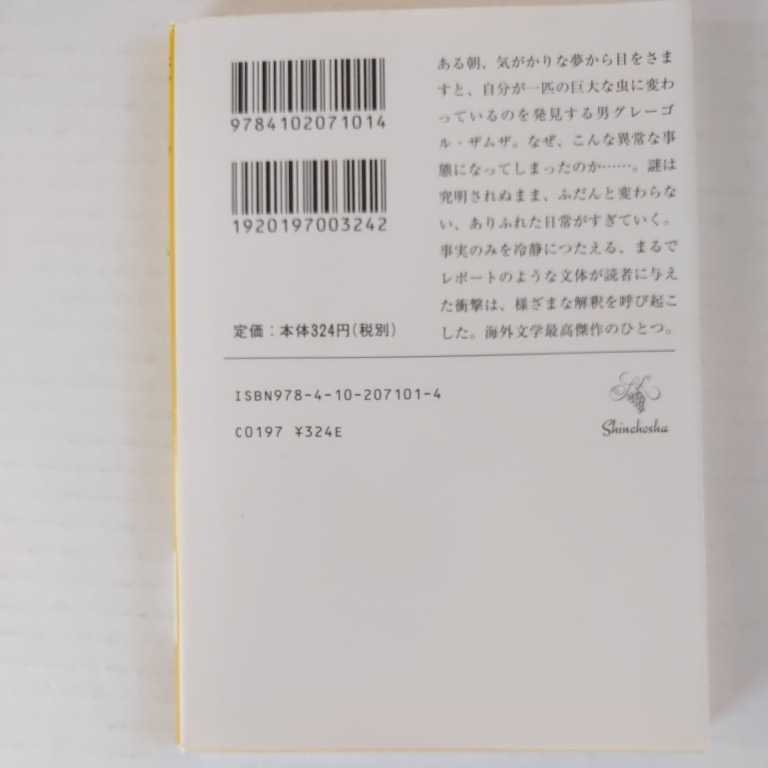 9784102071014
1920197003242
定価：本体324円(税別)
ある朝、気がかりな夢から目をさま
すと、自分が一匹の巨大な虫に変わ
っているのを発見する男グレーゴ
ル・ザムザ。なぜ、こんな異常な事
態になってしまったのか……。謎は
究明されぬまま、ふだんと変わらな
い、ありふれた日常がすぎていく。
事実のみを冷静につたえる、まるで
レポートのような文体が読者に与え
た衝撃は、様ざまな解釈を呼び起こ
した。海外文学最高傑作のひとつ。
ISBN978-4-10-207101-4
C0197 ¥324E
Shinchosha